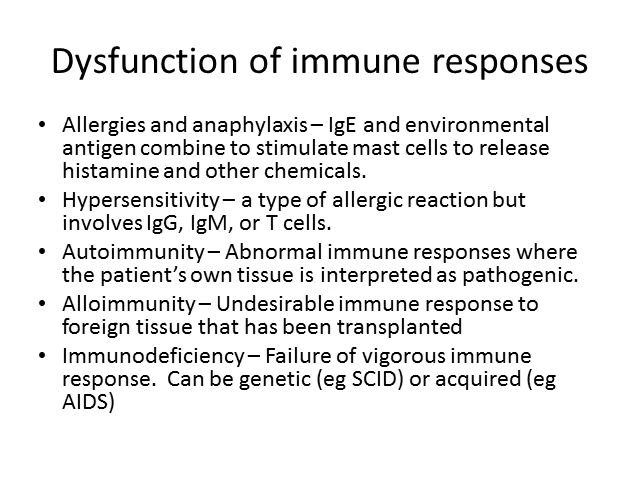 Dysfunction of immune responses
• Allergies and anaphylaxis – IgE and environmental
antigen combine to stimulate mast cells to release
histamine and other chemicals.
• Hypersensitivity – a type of allergic reaction but
involves IgG, IgM, or T cells.
• Autoimmunity – Abnormal immune responses where
the patient’s own tissue is interpreted as pathogenic.
• Alloimmunity – Undesirable immune response to
foreign tissue that has been transplanted
• Immunodeficiency – Failure of vigorous immune
response.  Can be genetic (eg SCID) or acquired (eg
AIDS)